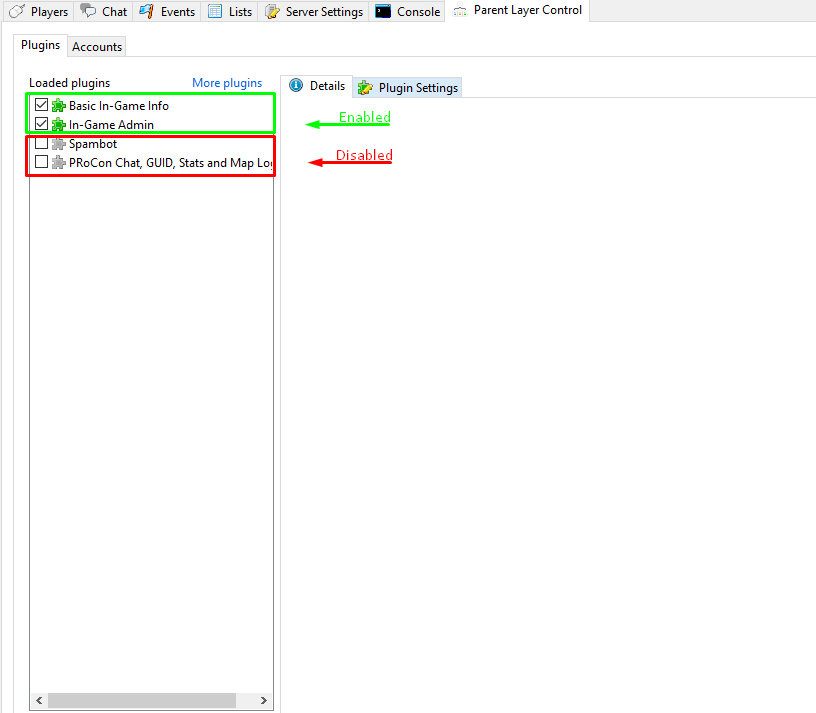 Players Chat Events Lists Server Settings Console Parent Layer Control
Plugins Accounts
Loaded plugins More plugins
Details Plugin Settings
Basic In-Game Info
In-Game Admin
Enabled
Spambot
PRoCon Chat, GUID, Stats and Map Lo
Disabled